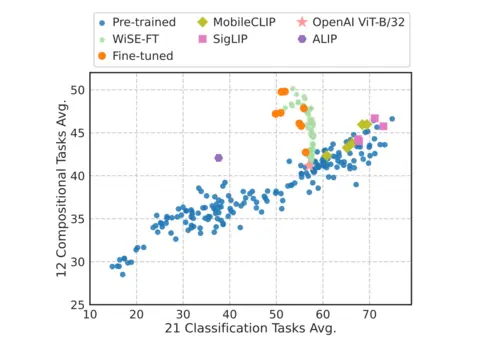 Pre-trained MobileCLIP OpenAI ViT-B/32
WiSE-FT SigLIP ALIP
Fine-tuned
50
45
40
35
30
25
12 Compositional Tasks Avg.
10 20 30 40 50 60 70
21 Classification Tasks Avg.